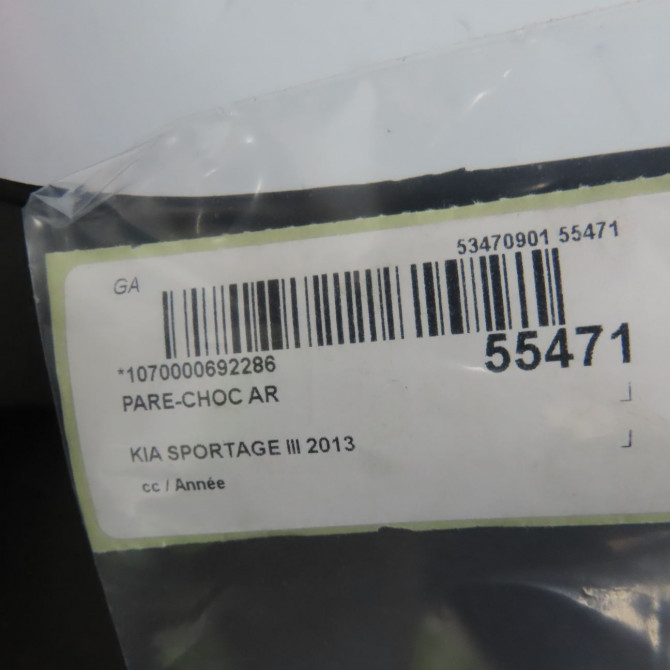 53470901 55471
GA
*1070000692286
55471
PARE-CHOC AR
KIA SPORTAGE III 2013
cc / Année